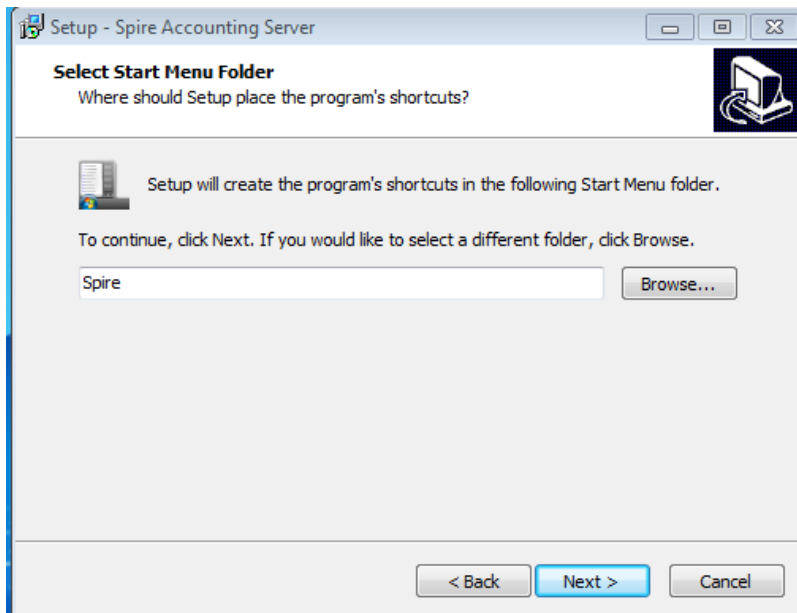 Setup - Spire Accounting Server
Select Start Menu Folder
Where should Setup place the program's shortcuts?
Setup will create the program's shortcuts in the following Start Menu folder.
To continue, click Next. If you would like to select a different folder, click Browse.
Spire
Browse...
< Back
Next >
Cancel